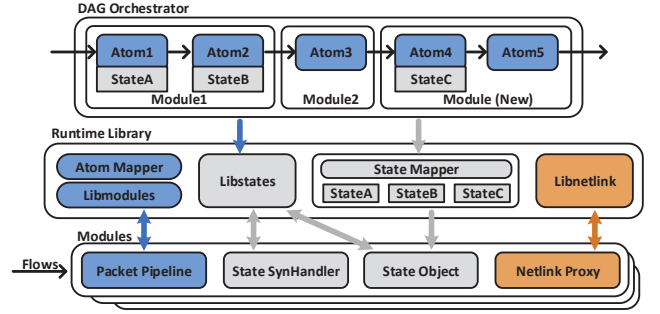 DAG Orchestrator
Atom1
Atom2
Atom3
Atom4
Atom5
StateA
StateB
StateC
Module1
Module2
Module (New)
Runtime Library
Atom Mapper
Libmodules
Libstates
State Mapper
StateA
StateB
StateC
Libnetlink
Modules
Flows
Packet Pipeline
State SynHandler
State Object
Netlink Proxy